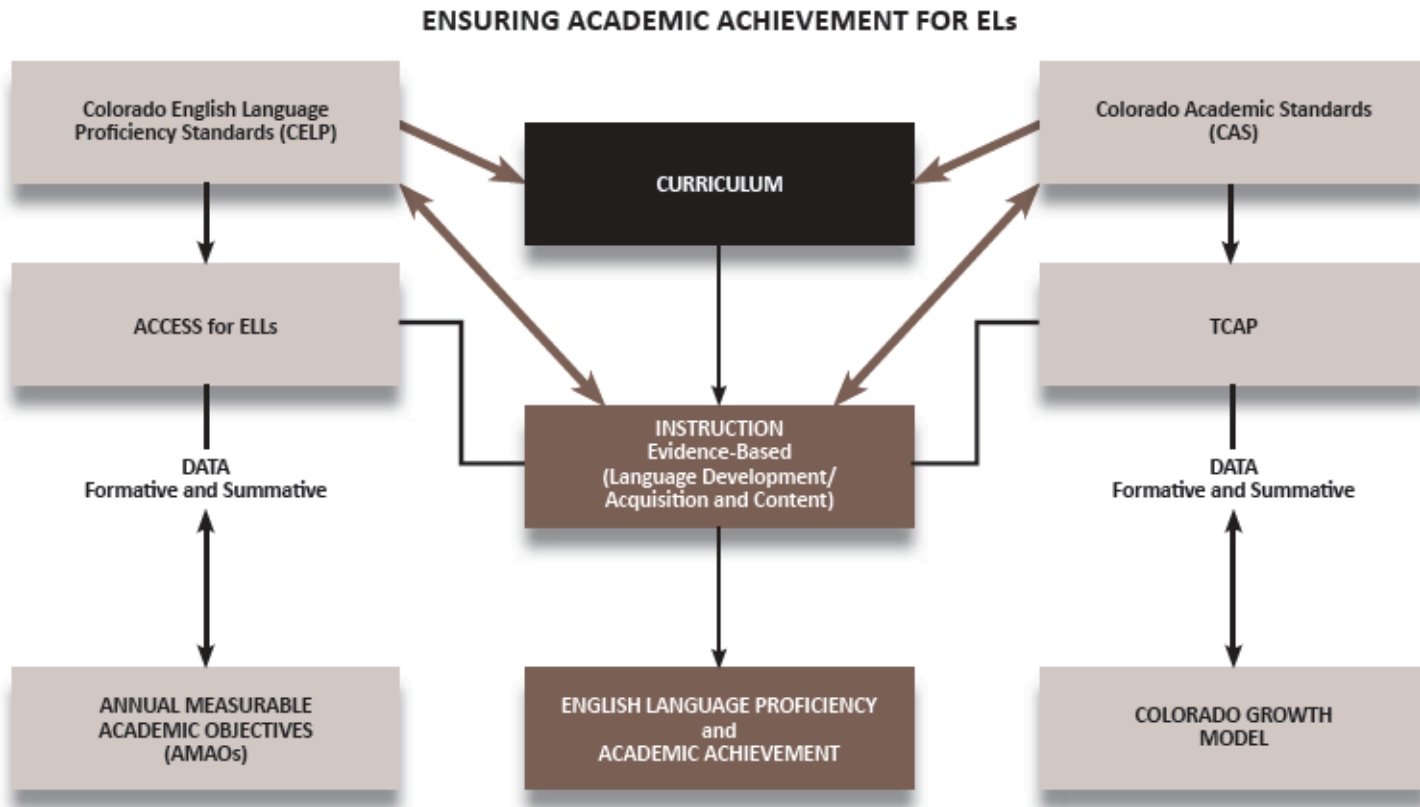 ENSURING ACADEMIC ACHIEVEMENT FOR ELs
Colorado English Language
Proficiency Standards (CELP)
CURRICULUM
Colorado Academic Standards
(CAS)
ACCESS for ELLs
TCAP
INSTRUCTION
Evidence-Based
(Language Development/
Acquisition and Content)
DATA
Formative and Summative
DATA
Formative and Summative
ANNUAL MEASURABLE
ACADEMIC OBJECTIVES
(AMAOs)
ENGLISH LANGUAGE PROFICIENCY
and
ACADEMIC ACHIEVEMENT
COLORADO GROWTH
MODEL